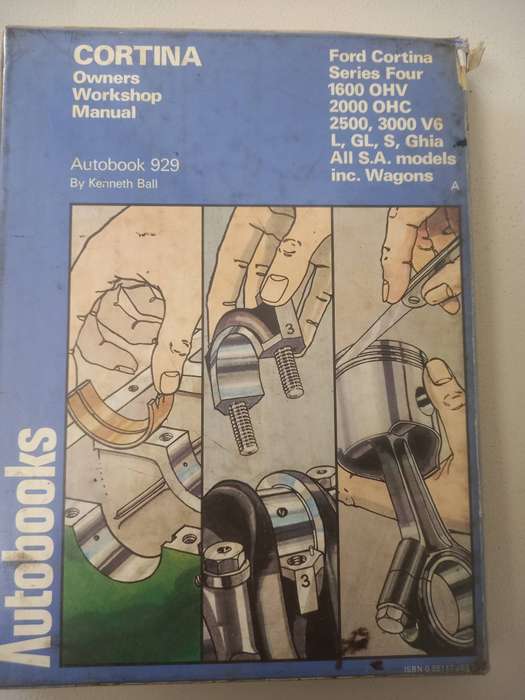 CORTINA
Owners
Workshop
Manual
Autobook 929
By Kenneth Ball
Ford Cortina
Series Four
1600 OHV
2000 OHC
2500, 3000 V6
L, GL, S, Ghia
All S.A. models
inc. Wagons
A
3
3
Autobooks